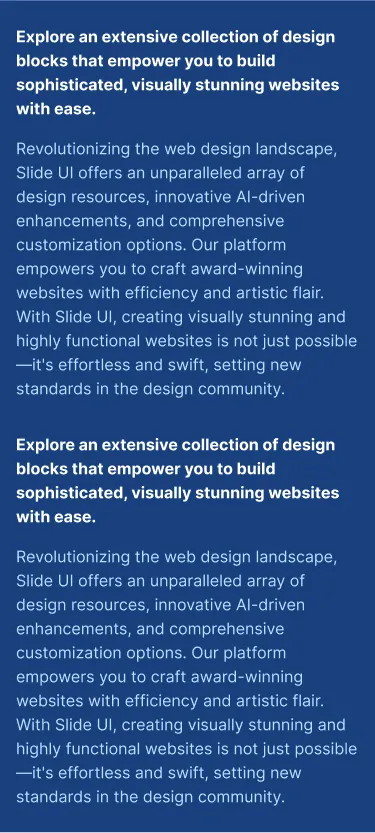 Explore an extensive collection of design
blocks that empower you to build
sophisticated, visually stunning websites
with ease.
Revolutionizing the web design landscape,
Slide UI offers an unparalleled array of
design resources, innovative AI-driven
enhancements, and comprehensive
customization options. Our platform
empowers you to craft award-winning
websites with efficiency and artistic flair.
With Slide UI, creating visually stunning and
highly functional websites is not just possible
—it's effortless and swift, setting new
standards in the design community.
Explore an extensive collection of design
blocks that empower you to build
sophisticated, visually stunning websites
with ease.
Revolutionizing the web design landscape,
Slide UI offers an unparalleled array of
design resources, innovative AI-driven
enhancements, and comprehensive
customization options. Our platform
empowers you to craft award-winning
websites with efficiency and artistic flair.
With Slide UI, creating visually stunning and
highly functional websites is not just possible
—it's effortless and swift, setting new
standards in the design community.